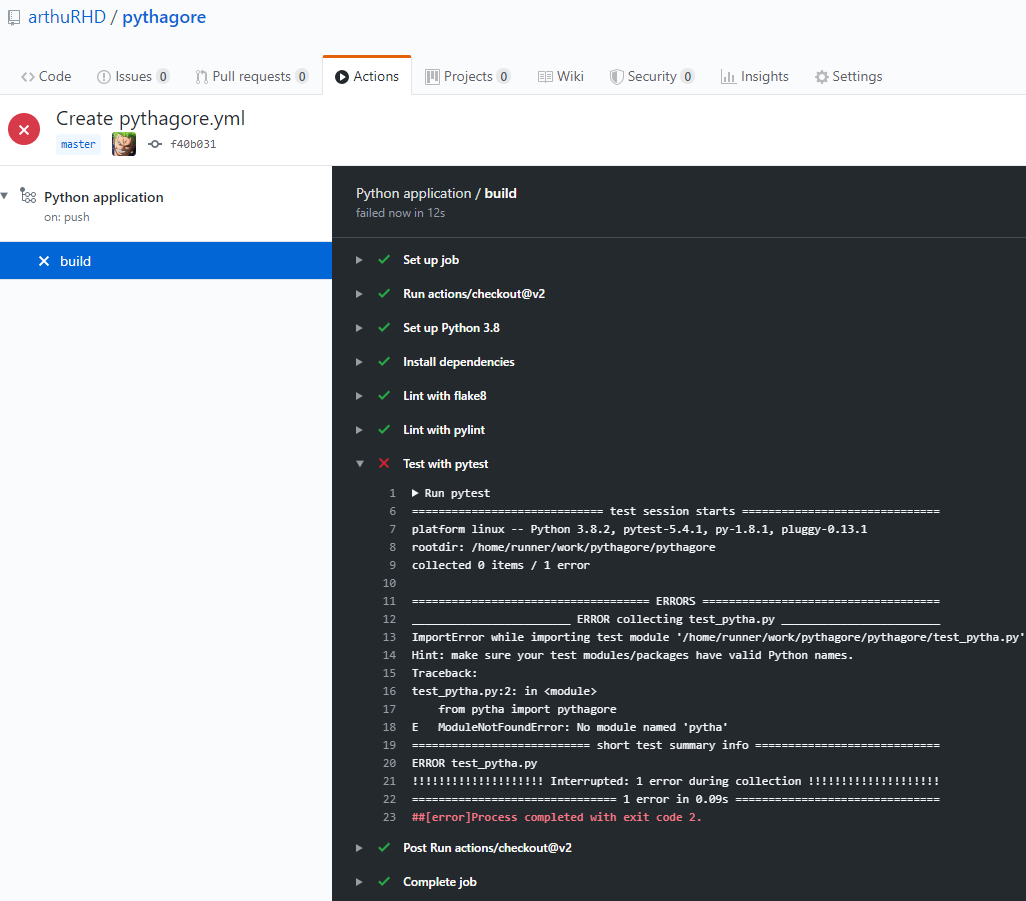 arthuRHD / pythagore
Code Issues 0 Pull requests 0 Actions Projects 0 Wiki Security 0 Insights Settings
Create pythagore.yml
master f40b031
Python application
on: push
build
Python application / build
failed now in 12s
Set up job
Run actions/checkout@v2
Set up Python 3.8
Install dependencies
Lint with flake8
Lint with pylint
Test with pytest
1 Run pytest
6 ============================= test session starts ==============================
7 platform linux -- Python 3.8.2, pytest-5.4.1, py-1.8.1, pluggy-0.13.1
8 rootdir: /home/runner/work/pythagore/pythagore
9 collected 0 items / 1 error
10
11 ==================================== ERRORS ====================================
12 ________________________ ERROR collecting test_pytha.py ________________________
13 ImportError while importing test module '/home/runner/work/pythagore/pythagore/test_pytha.py'
14 Hint: make sure your test modules/packages have valid Python names.
15 Traceback:
16 test_pytha.py:2: in <module>
17 from pytha import pythagore
18 E ModuleNotFoundError: No module named 'pytha'
19 =========================== short test summary info ============================
20 ERROR test_pytha.py
21 !!!!!!!!!!!!!!!!!!!! Interrupted: 1 error during collection !!!!!!!!!!!!!!!!!!!!
22 =============================== 1 error in 0.09s ===============================
23 ##[error]Process completed with exit code 2.
Post Run actions/checkout@v2
Complete job